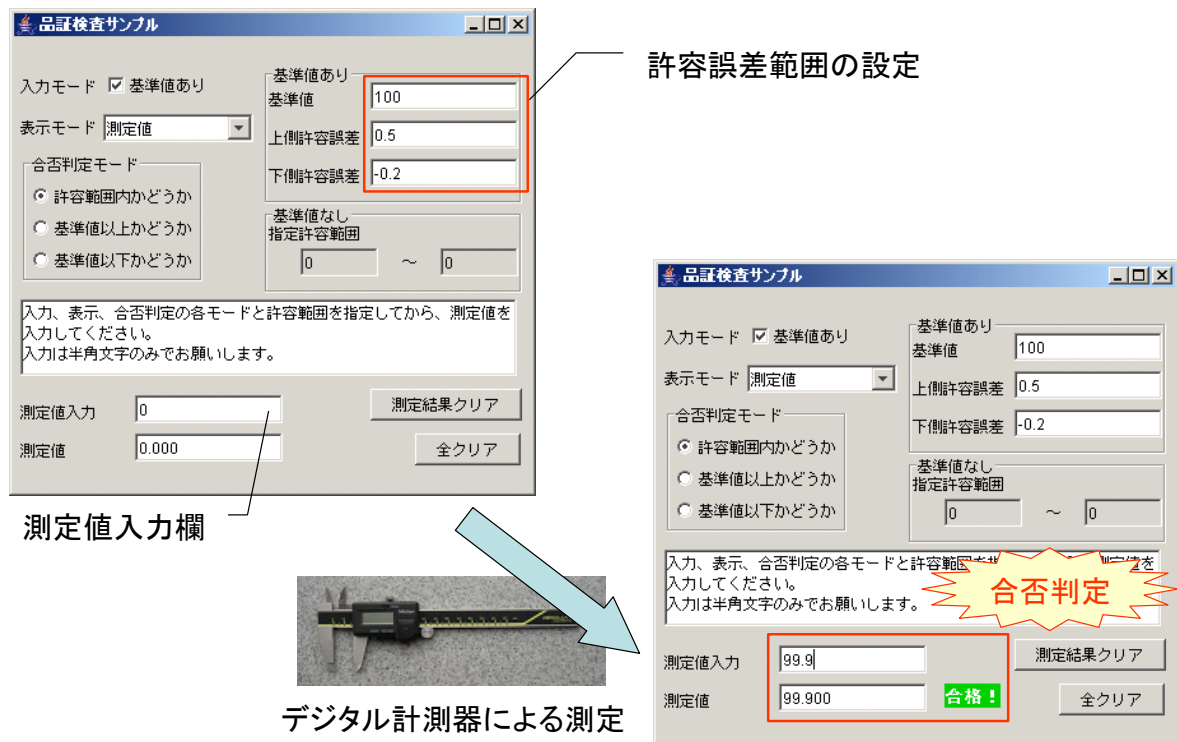 品証検査サンプル
入力モード
基準値あり
表示モード
測定値
合否判定モード
許容範囲内かどうか
基準値以上かどうか
基準値以下かどうか
基準値あり
基準値
100
上側許容誤差
0.5
下側許容誤差
-0.2
基準値なし
指定許容範囲
0 ～ 0
入力、表示、合否判定の各モードと許容範囲を指定してから、測定値を
入力してください。
入力は半角文字のみでお願いします。
測定値入力
0
測定結果クリア
測定値
0.000
全クリア
許容誤差範囲の設定
測定値入力欄
デジタル計測器による測定
品証検査サンプル
入力モード
基準値あり
表示モード
測定値
合否判定モード
許容範囲内かどうか
基準値以上かどうか
基準値以下かどうか
基準値あり
基準値
100
上側許容誤差
0.5
下側許容誤差
-0.2
基準値なし
指定許容範囲
0 ～ 0
入力、表示、合否判定の各モードと許容範囲を指 測定値を
入力してください。
入力は半角文字のみでお願いします。
合否判定
測定値入力
99.9
測定結果クリア
測定値
99.900
合格！
全クリア